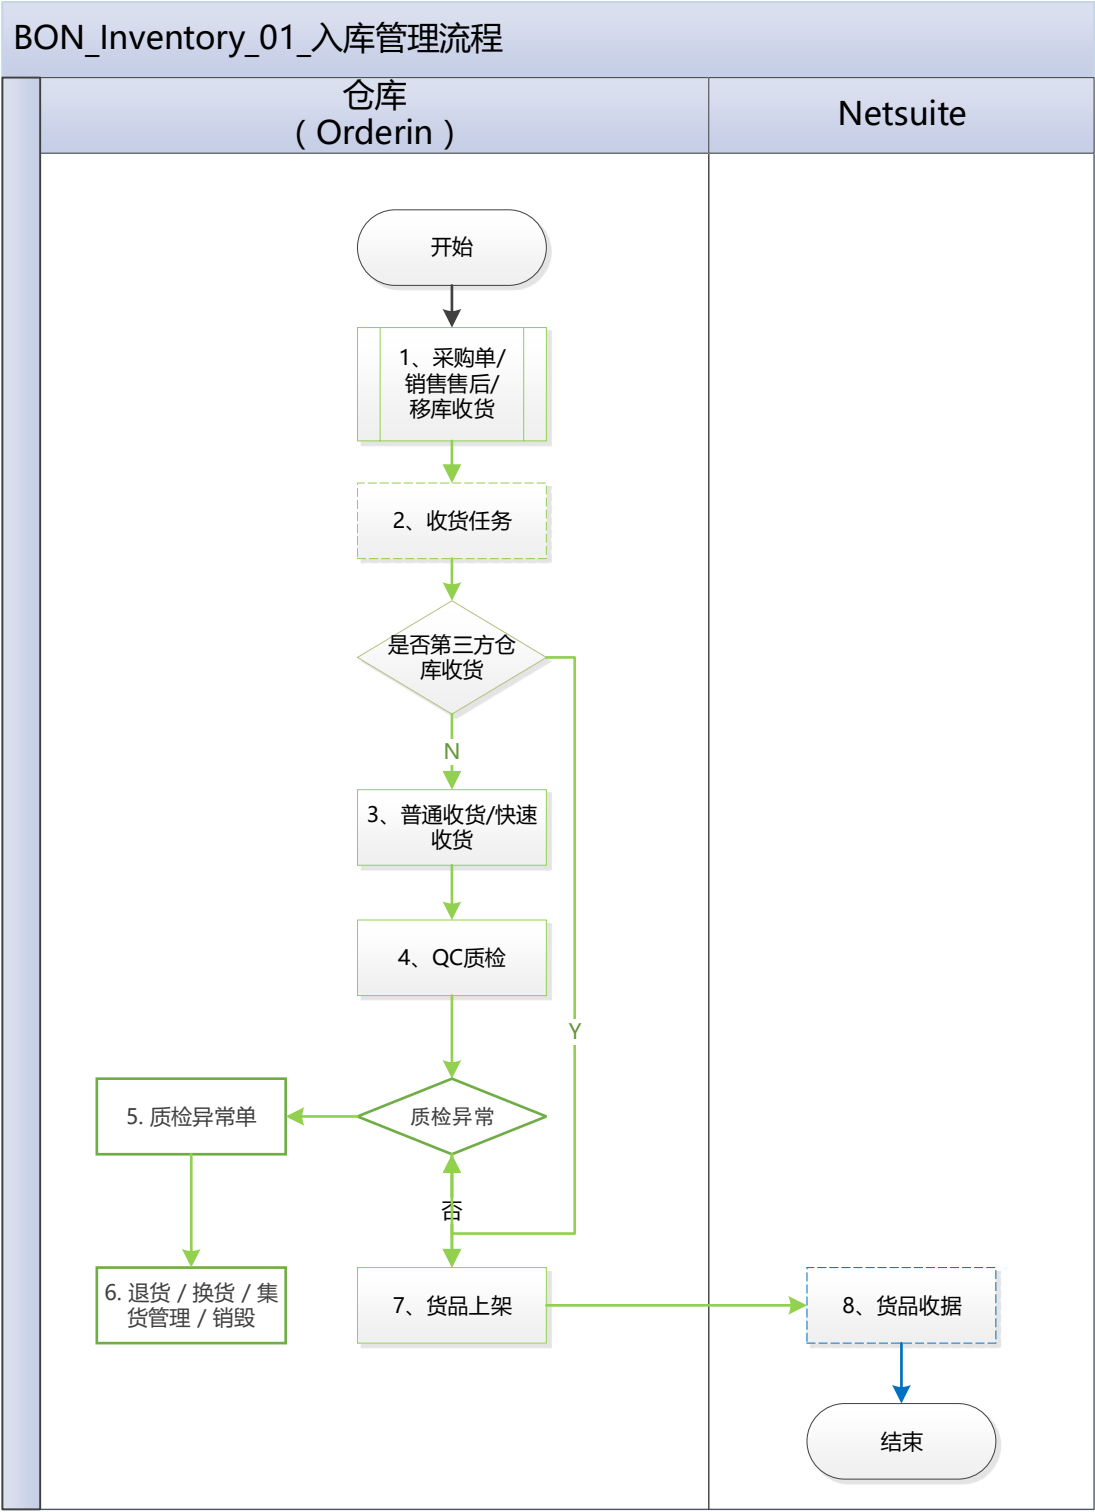 BON_Inventory_01_入库管理流程
仓库
（Orderin）
Netsuite
开始
1、采购单/
销售售后/
移库收货
2、收货任务
是否第三方仓
库收货
N
3、普通收货/快速
收货
4、QC质检
Y
5. 质检异常单
质检异常
否
6. 退货 / 换货 / 集
货管理 / 销毁
7、货品上架
8、货品收据
结束